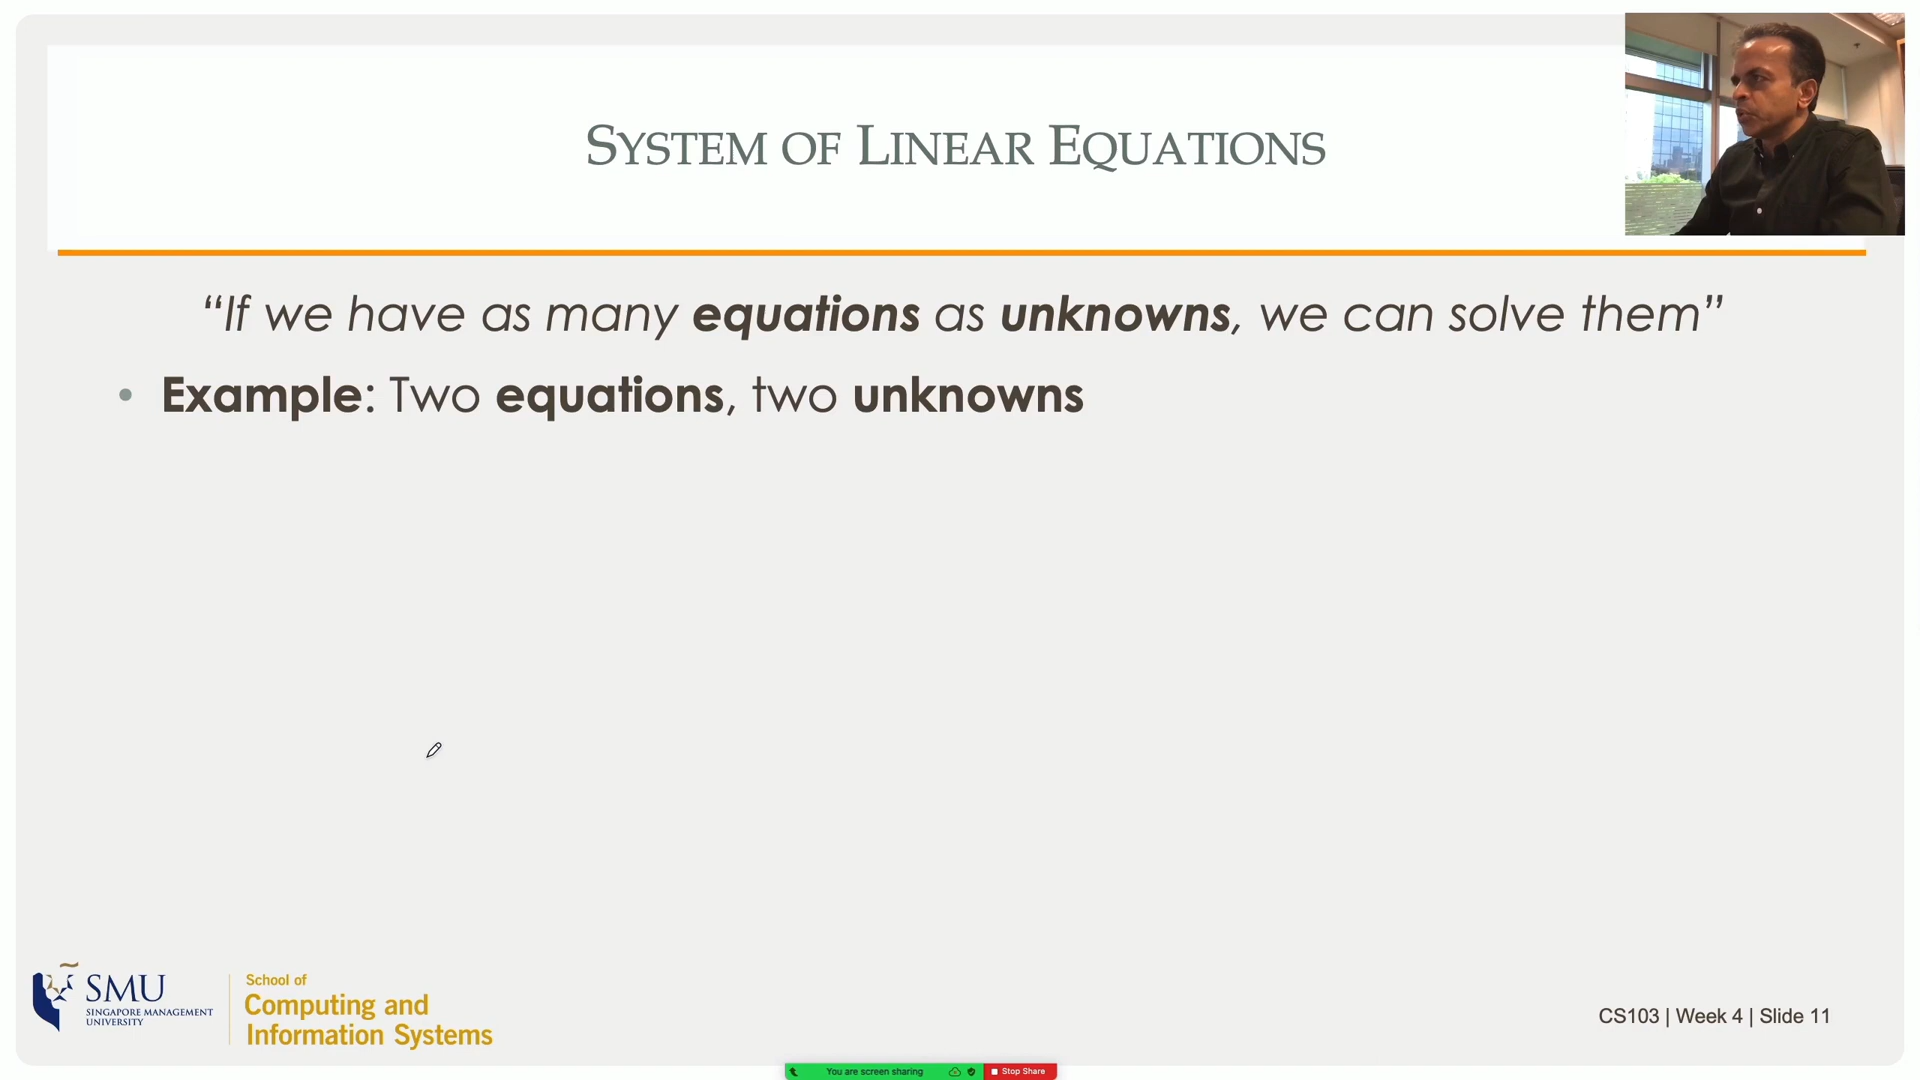 SYSTEM OF LINEAR EQUATIONS
“If we have as many equations as unknowns, we can solve them”
• Example: Two equations, two unknowns
SMU
SINGAPORE MANAGEMENT
UNIVERSITY
School of
Computing and
Information Systems
CS103 | Week 4 | Slide 11
You are screen sharing
Stop Share